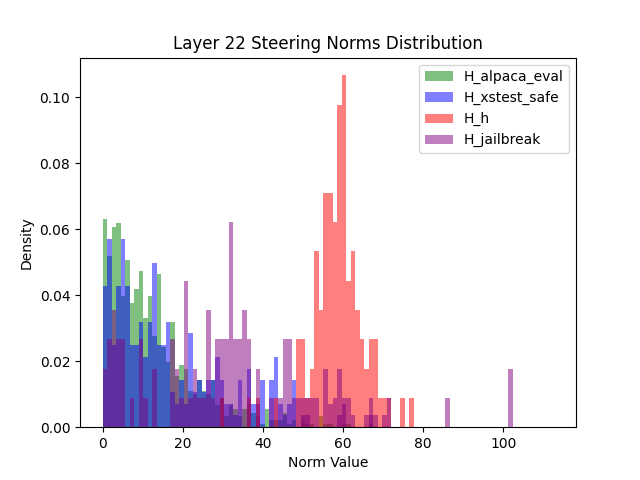 Layer 22 Steering Norms Distribution
H_alpaca_eval
H_xstest_safe
H_h
H_jailbreak
Density
0.10
0.08
0.06
0.04
0.02
0.00
0 20 40 60 80 100
Norm Value